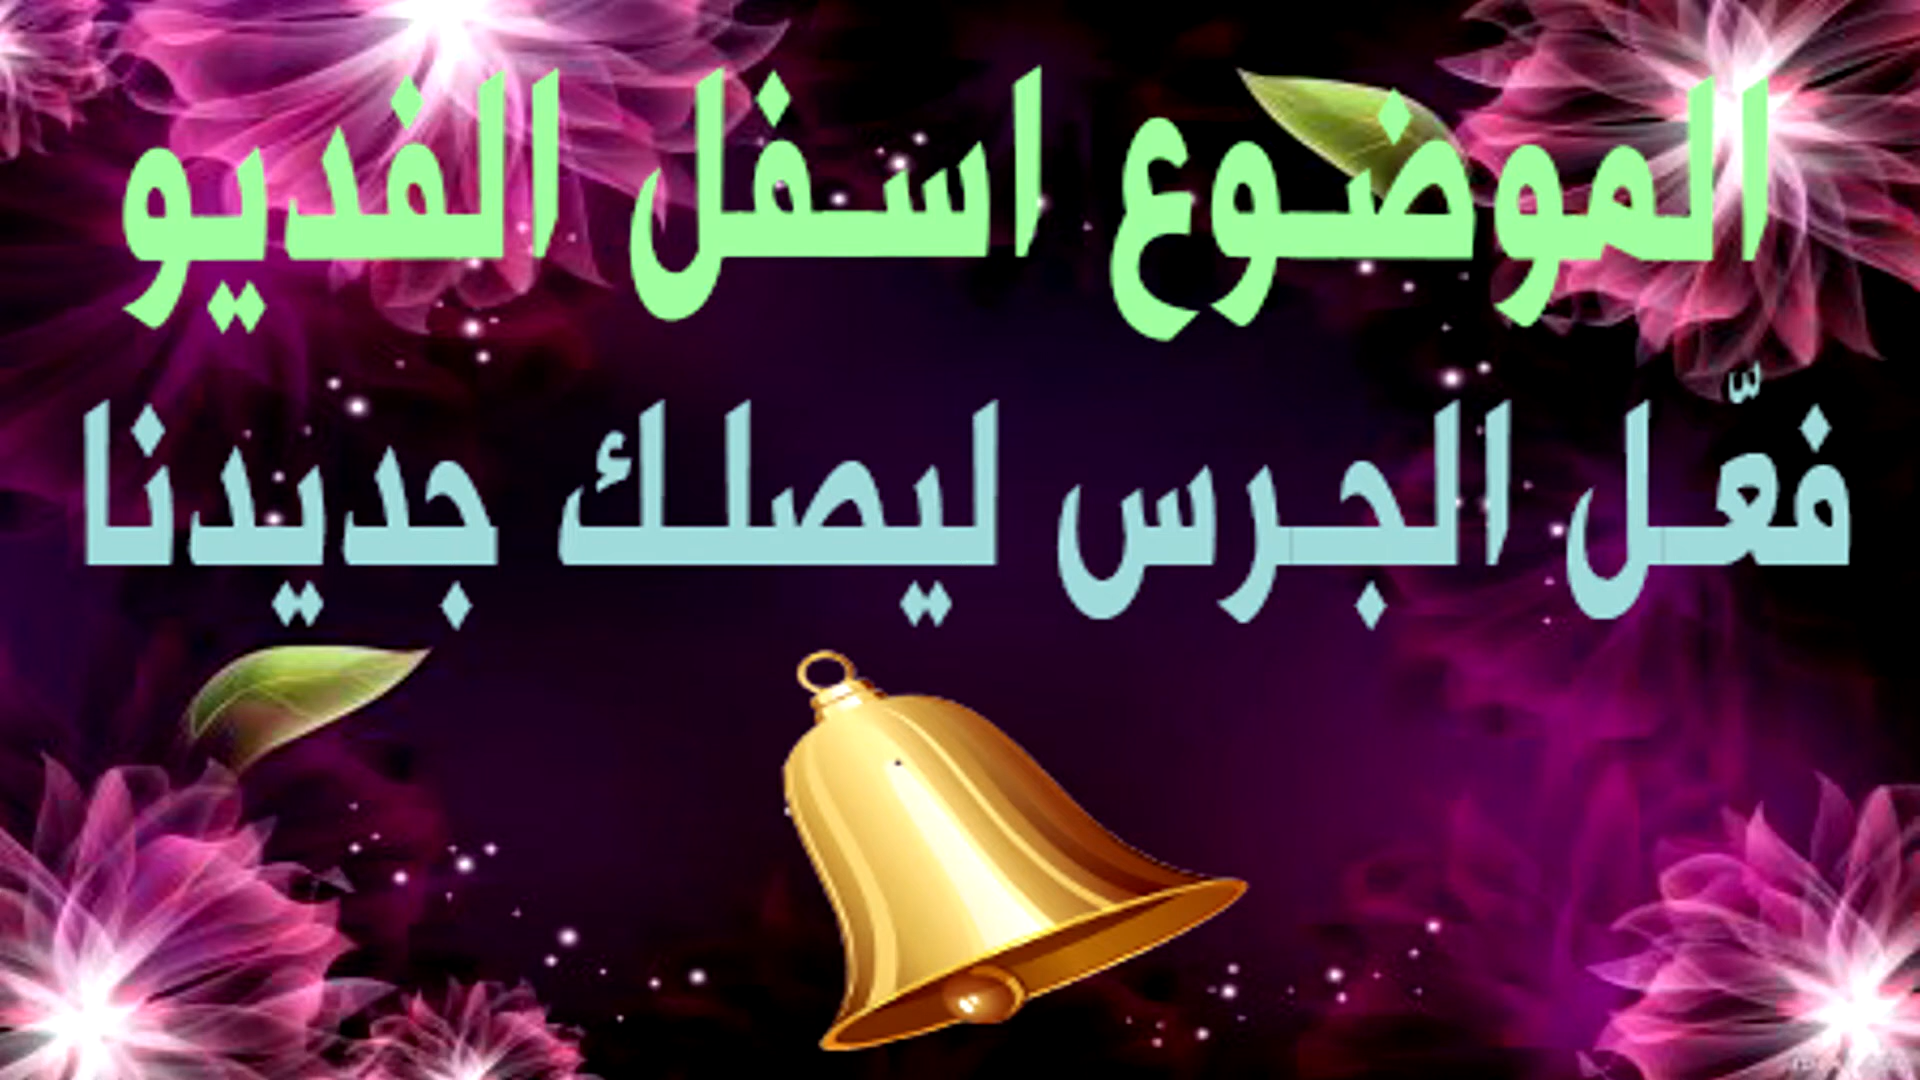 الموضوع اسفل الفديو
فعّل الجرس ليصلك جديدنا